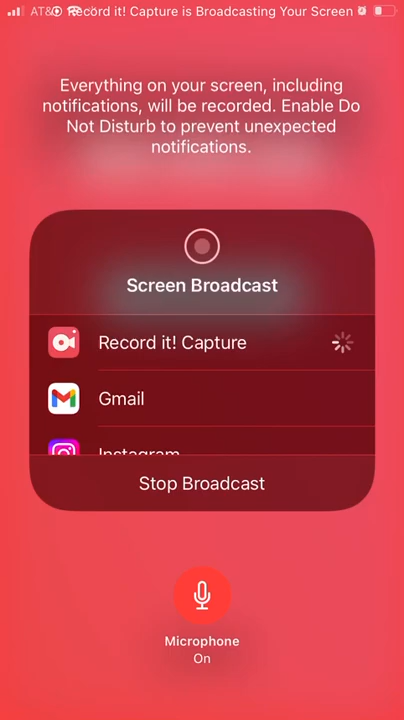 AT& Record it! Capture is Broadcasting Your Screen
Everything on your screen, including
notifications, will be recorded. Enable Do
Not Disturb to prevent unexpected
notifications.
Screen Broadcast
Record it! Capture
Gmail
Instagram
Stop Broadcast
Microphone
On